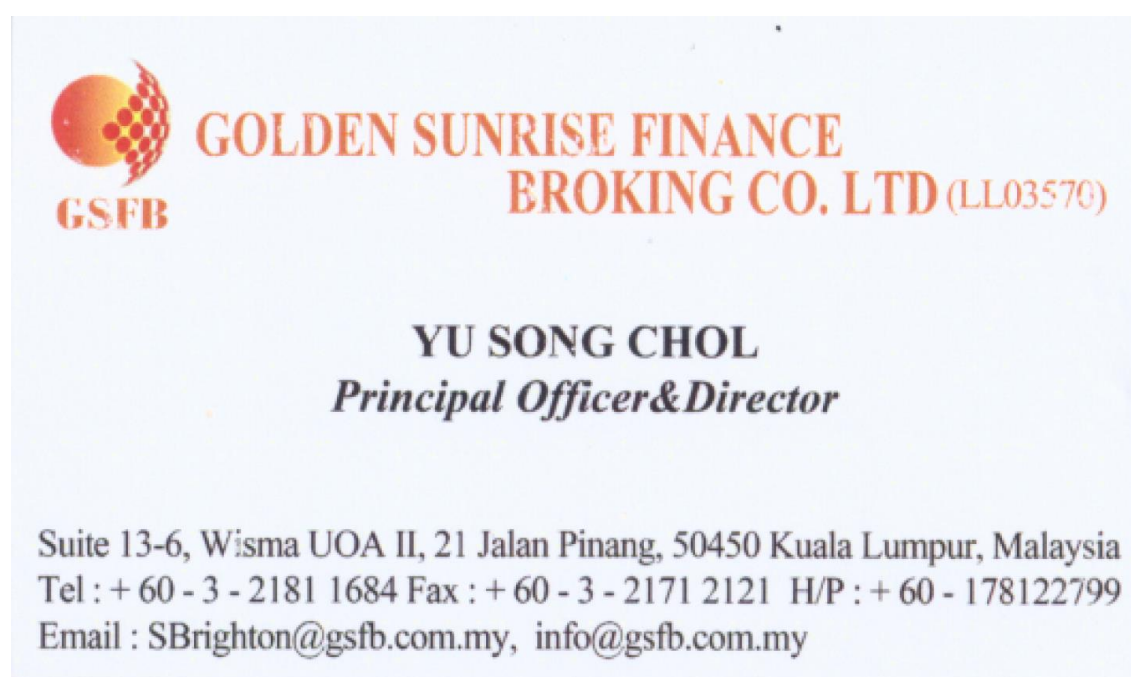 GOLDEN SUNRISE FINANCE
BROKING CO. LTD (LL03570)
GSFB
YU SONG CHOL
Principal Officer&Director
Suite 13-6, Wisma UOA II, 21 Jalan Pinang, 50450 Kuala Lumpur, Malaysia
Tel : + 60 - 3 - 2181 1684 Fax : + 60 - 3 - 2171 2121 H/P : + 60 - 178122799
Email : SBrighton@gsfb.com.my, info@gsfb.com.my